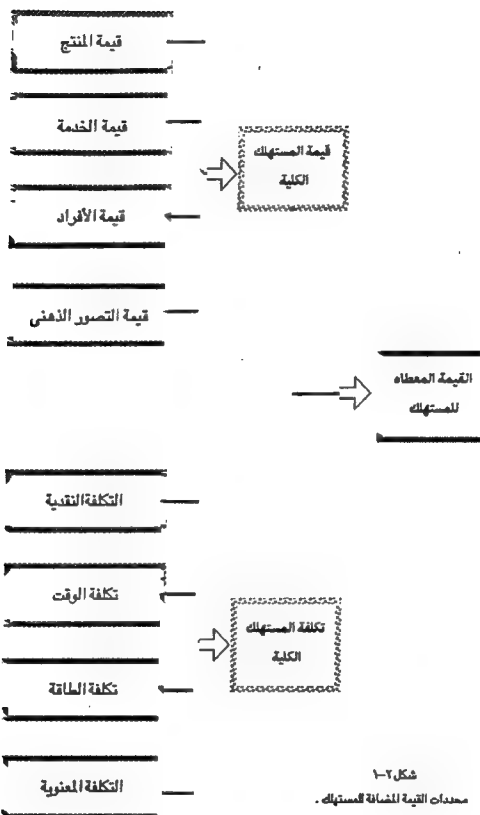 قيمة المنتج
قيمة الخدمة
قيمة المستهلك
الكلية
قيمة الأفراد
قيمة التصور الذهنى
القيمة المعطاه
للمستهلك
التكلفة النقدية
تكلفة الوقت
تكلفة المستهلك
الكلية
تكلفة الطاقة
التكلفة المعنوية
شكل ٢-١
محددات القيمة المضافة للمستهلك .